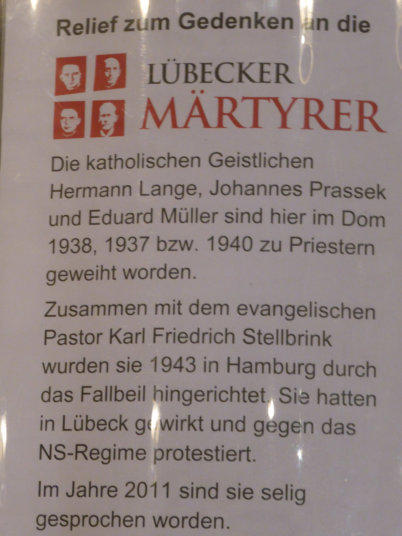 Relief zum Gedenken an die
LÜBECKER
MÄRTYRER
Die katholischen Geistlichen
Hermann Lange, Johannes Prassek
und Eduard Müller sind hier im Dom
1938, 1937 bzw. 1940 zu Priestern
geweiht worden.
Zusammen mit dem evangelischen
Pastor Karl Friedrich Stellbrink
wurden sie 1943 in Hamburg durch
das Fallbeil hingerichtet. Sie hatten
in Lübeck gewirkt und gegen das
NS-Regime protestiert.
Im Jahre 2011 sind sie selig
gesprochen worden.